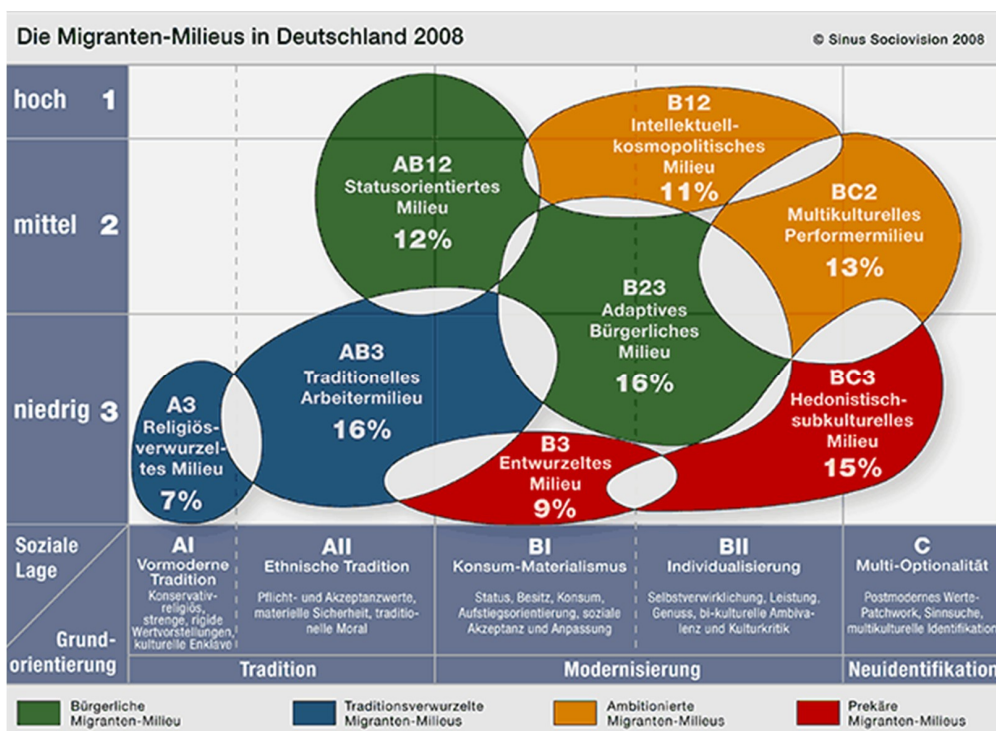 Die Migranten-Milieus in Deutschland 2008
© Sinus Sociovision 2008
hoch 1
mittel 2
niedrig 3
AB12
Statusorientiertes
Milieu
12%
B12
Intellektuell-
kosmopolitisches
Milieu
11%
BC2
Multikulturelles
Performermilieu
13%
B23
Adaptives
Bürgerliches
Milieu
16%
AB3
Traditionelles
Arbeitermilieu
16%
A3
Religiös-
verwurzel-
tes Milieu
7%
B3
Entwurzeltes
Milieu
9%
BC3
Hedonistisch-
subkulturelles
Milieu
15%
Soziale
Lage
Grund-
orientierung
AI
Vormoderne
Tradition
Konservativ-
religiös,
strenge, rigide
Wertvorstellungen,
kulturelle Enklave
AII
Ethnische Tradition
Pflicht- und Akzeptanzwerte,
materielle Sicherheit, traditio-
nelle Moral
BI
Konsum-Materialismus
Status, Besitz, Konsum,
Aufstiegsorientierung, soziale
Akzeptanz und Anpassung
BII
Individualisierung
Selbstverwirklichung, Leistung,
Genuss, bi-kulturelle Ambiva-
lenz und Kulturkritik
C
Multi-Optionalität
Postmodernes Werte-
Patchwork, Sinnsuche,
multikulturelle Identifikation
Tradition
Modernisierung
Neuidentifikation
Bürgerliche
Migranten-Milieu
Traditionsverwurzelte
Migranten-Milieus
Ambitionierte
Migranten-Milieus
Prekäre
Migranten-Milieus